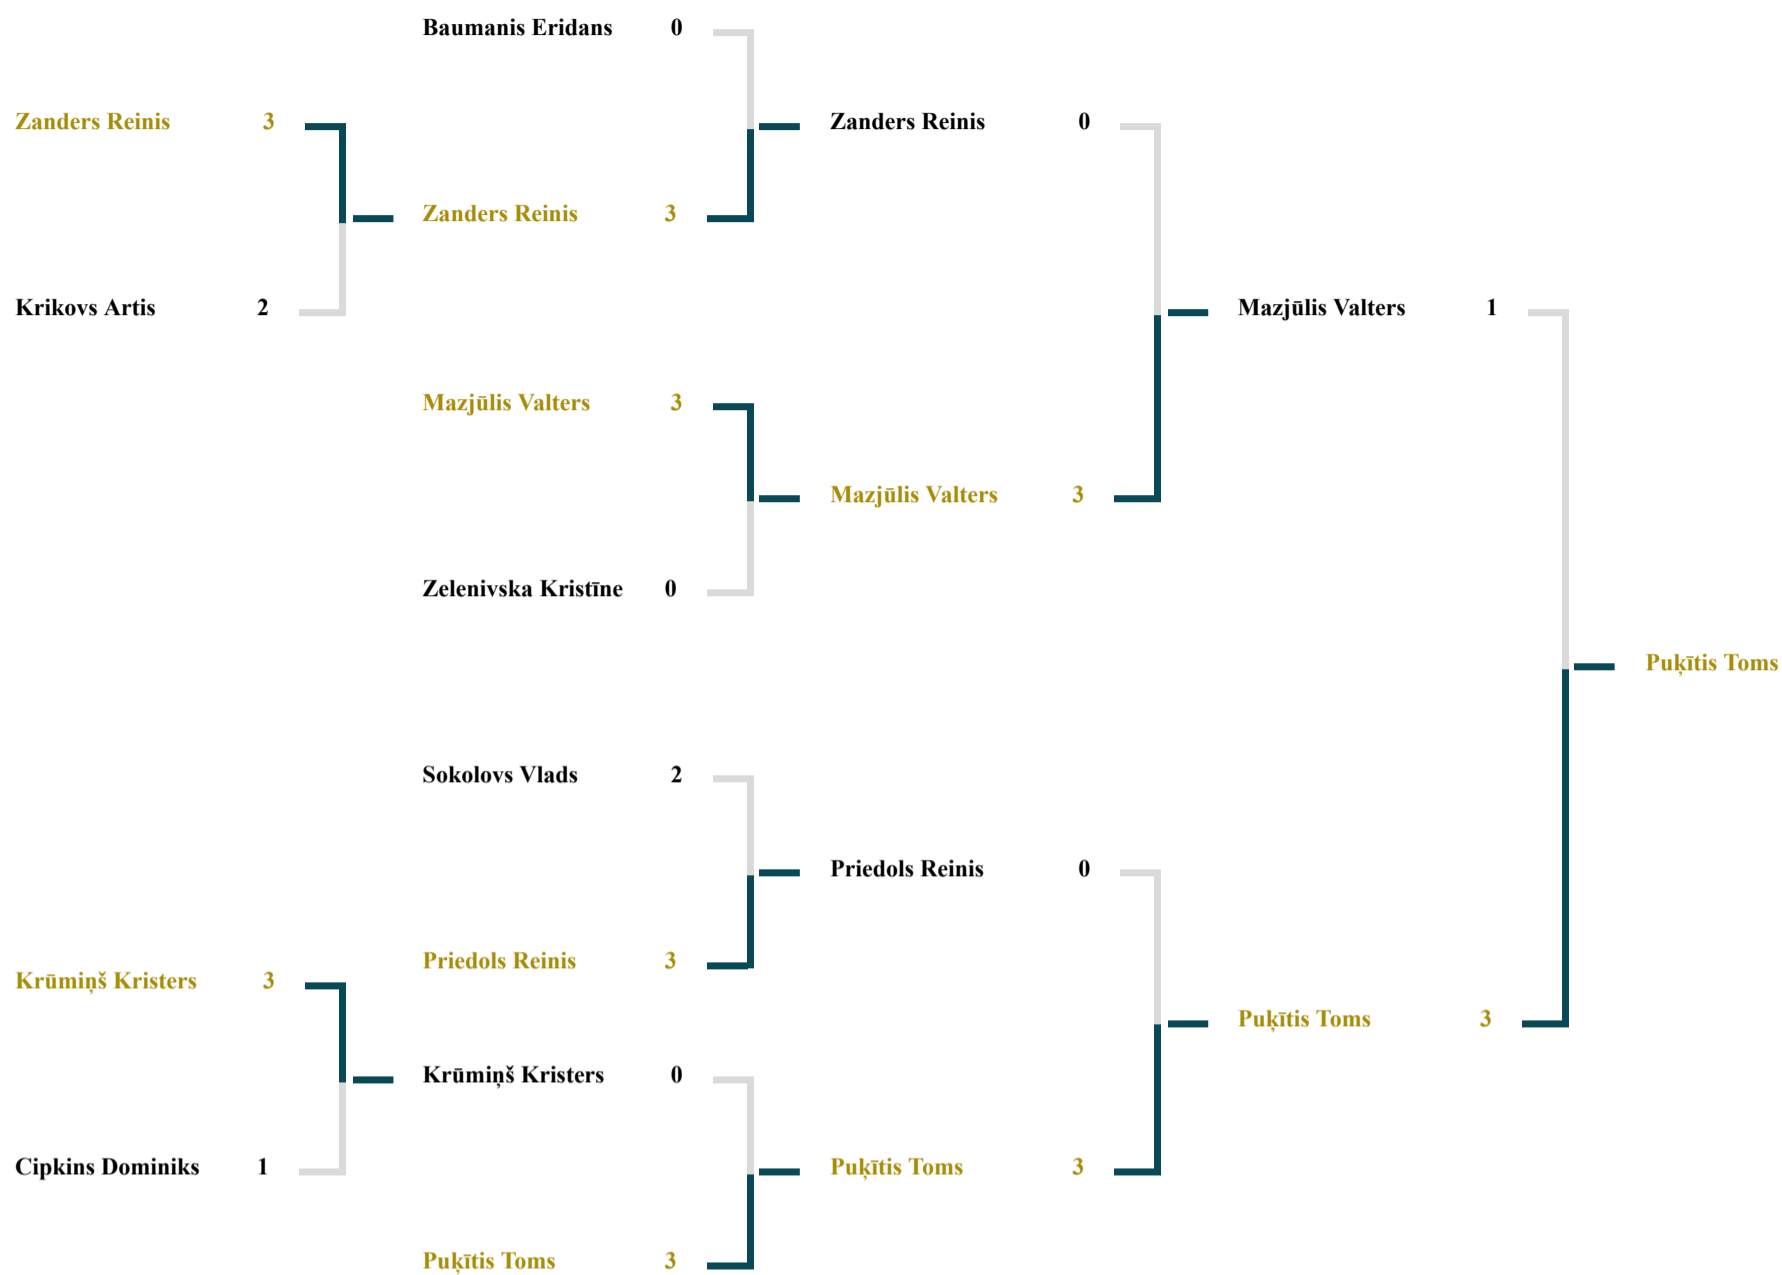 Baumanis Eridans 0
Zanders Reinis 3
Zanders Reinis 0
Zanders Reinis 3
Krikovs Artis 2
Mazjūlis Valters 1
Mazjūlis Valters 3
Mazjūlis Valters 3
Zelenivska Kristīne 0
Puķītis Toms
Sokolovs Vlads 2
Priedols Reinis 0
Priedols Reinis 3
Krūmiņš Kristers 3
Puķītis Toms 3
Krūmiņš Kristers 0
Cipkins Dominiks 1
Puķītis Toms 3
Puķītis Toms 3